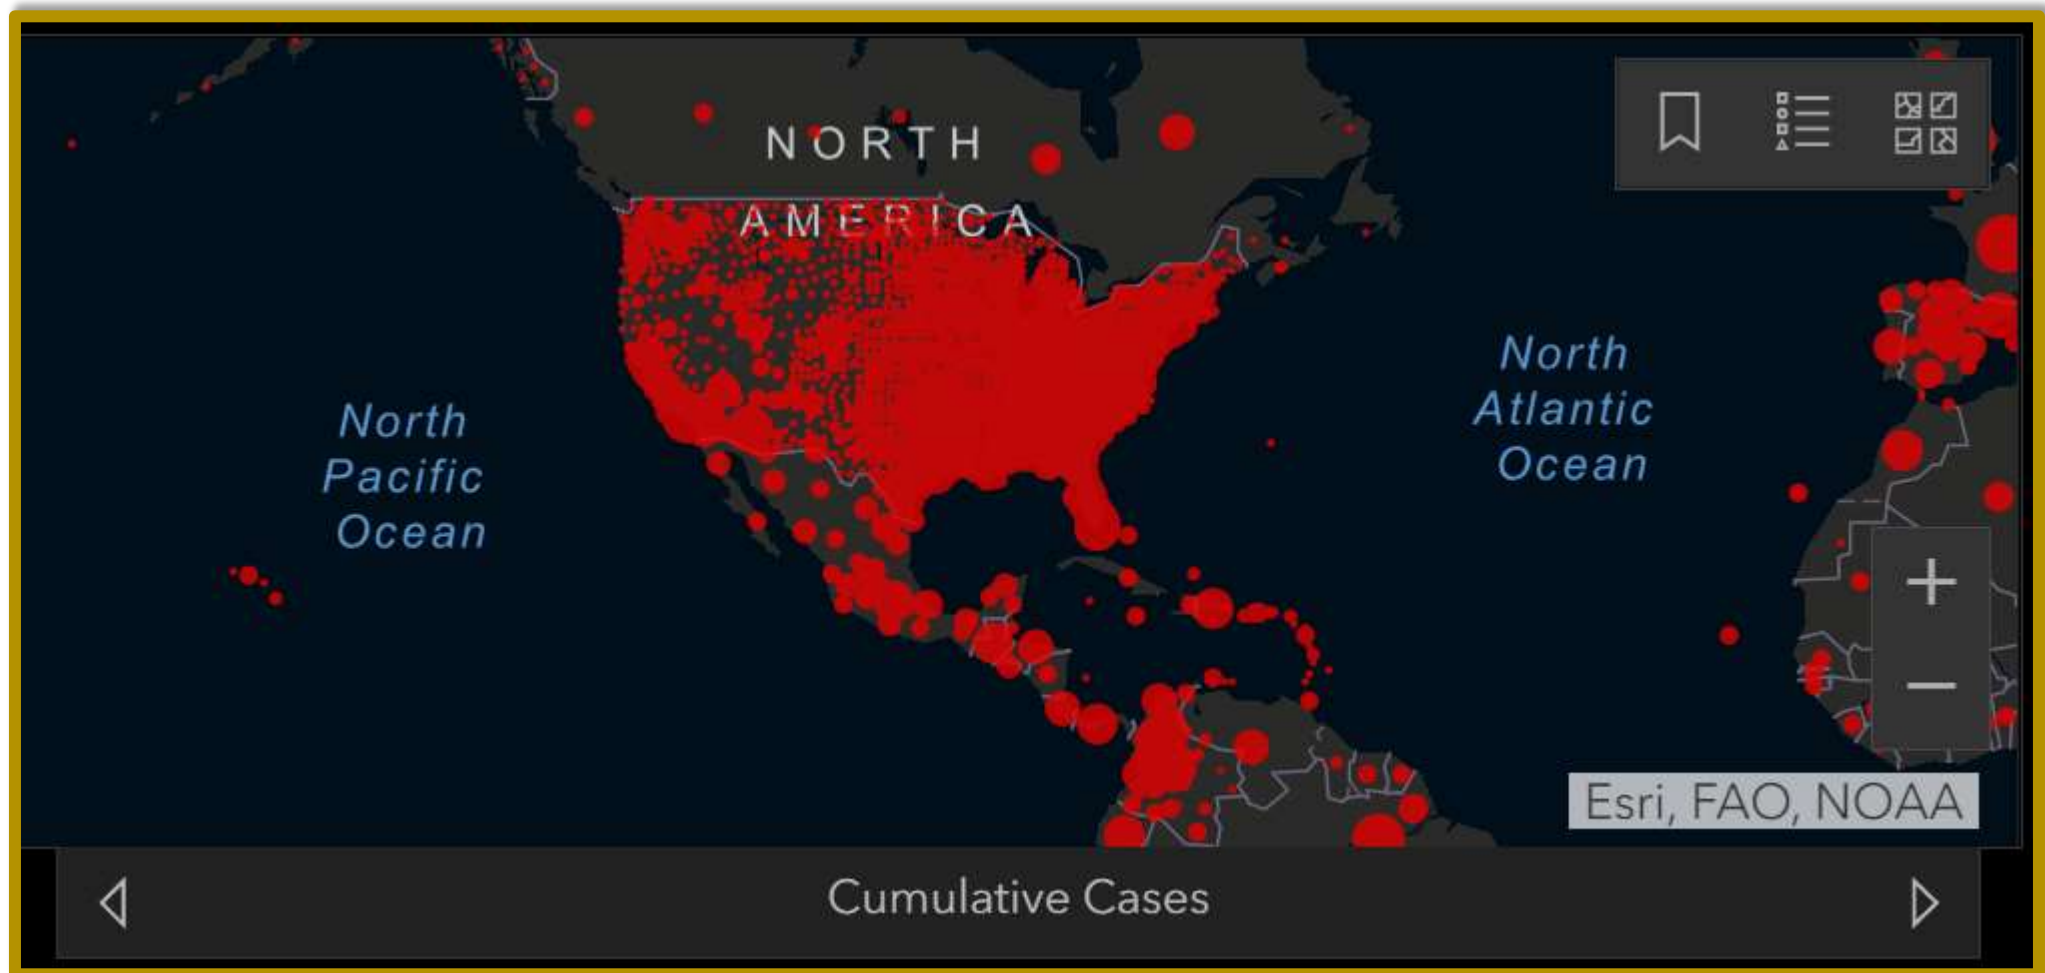 NORTH
AMERICA
North
Pacific
Ocean
North
Atlantic
Ocean
Esri, FAO, NOAA
Cumulative Cases